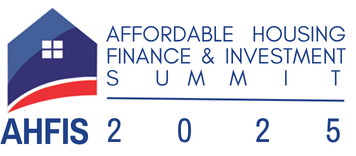 AFFORDABLE HOUSING
FINANCE & INVESTMENT
SUMMIT
AHFIS
2025